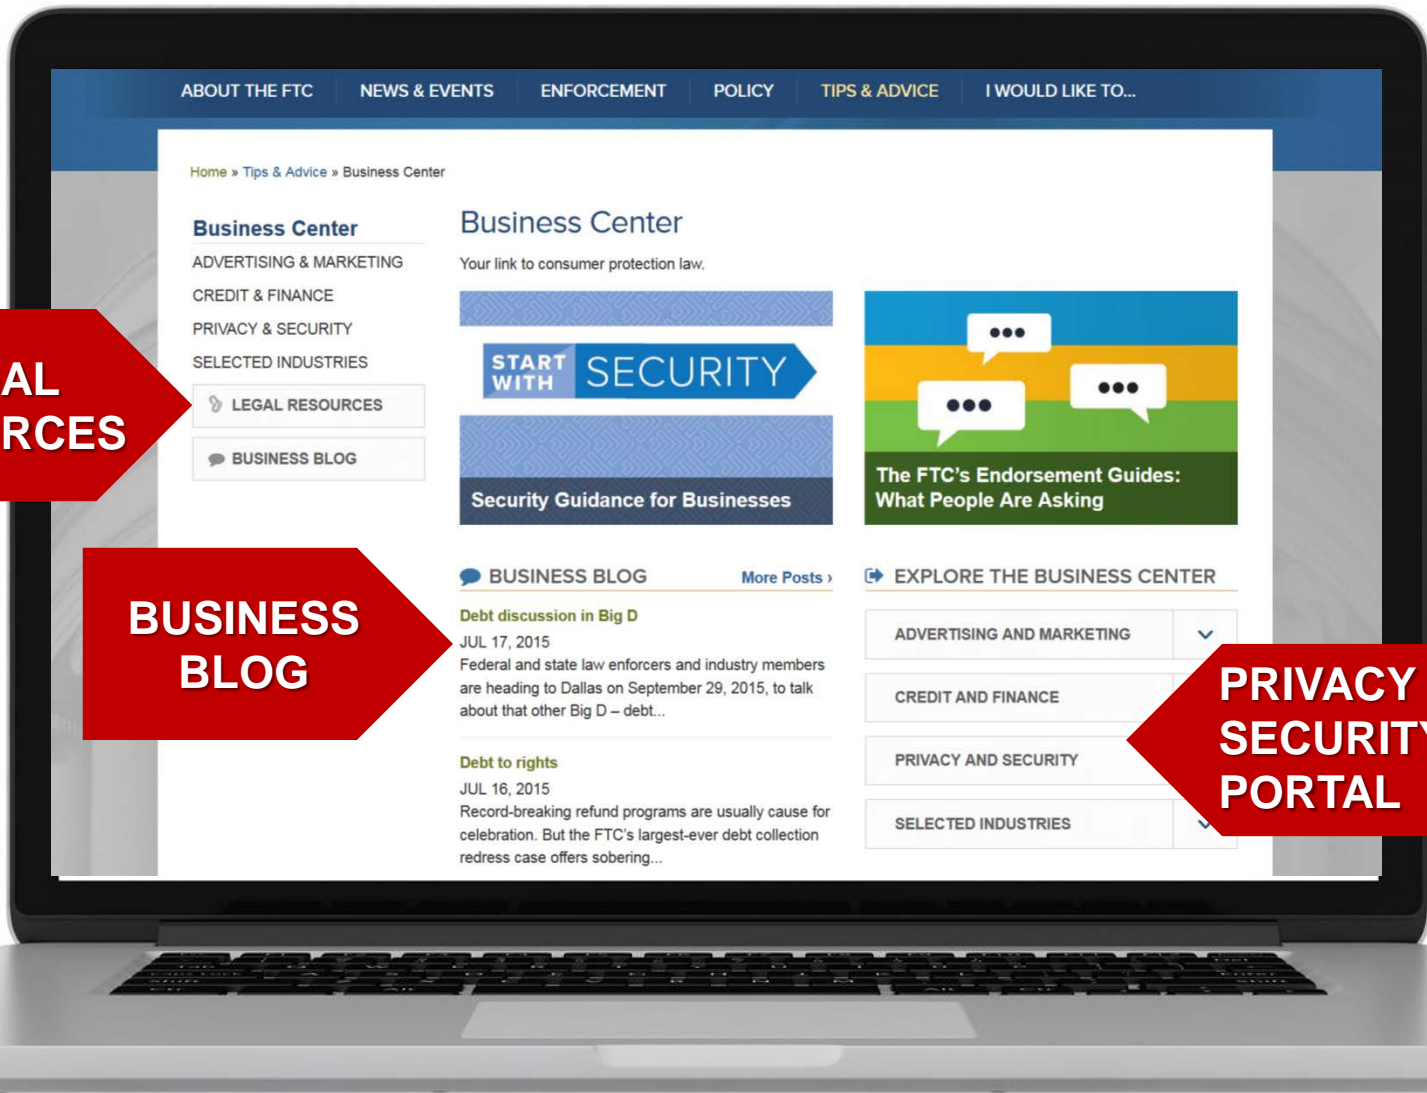 ABOUT THE FTC
NEWS & EVENTS
ENFORCEMENT
POLICY
TIPS & ADVICE
I WOULD LIKE TO...
Home » Tips & Advice » Business Center
Business Center
ADVERTISING & MARKETING
CREDIT & FINANCE
PRIVACY & SECURITY
SELECTED INDUSTRIES
LEGAL RESOURCES
BUSINESS BLOG
AL
RCES
BUSINESS
BLOG
Business Center
Your link to consumer protection law.
START
WITH
SECURITY
Security Guidance for Businesses
The FTC's Endorsement Guides:
What People Are Asking
BUSINESS BLOG
More Posts ›
Debt discussion in Big D
JUL 17, 2015
Federal and state law enforcers and industry members
are heading to Dallas on September 29, 2015, to talk
about that other Big D – debt...
Debt to rights
JUL 16, 2015
Record-breaking refund programs are usually cause for
celebration. But the FTC's largest-ever debt collection
redress case offers sobering...
EXPLORE THE BUSINESS CENTER
ADVERTISING AND MARKETING
CREDIT AND FINANCE
PRIVACY AND SECURITY
SELECTED INDUSTRIES
PRIVACY
SECURITY
PORTAL